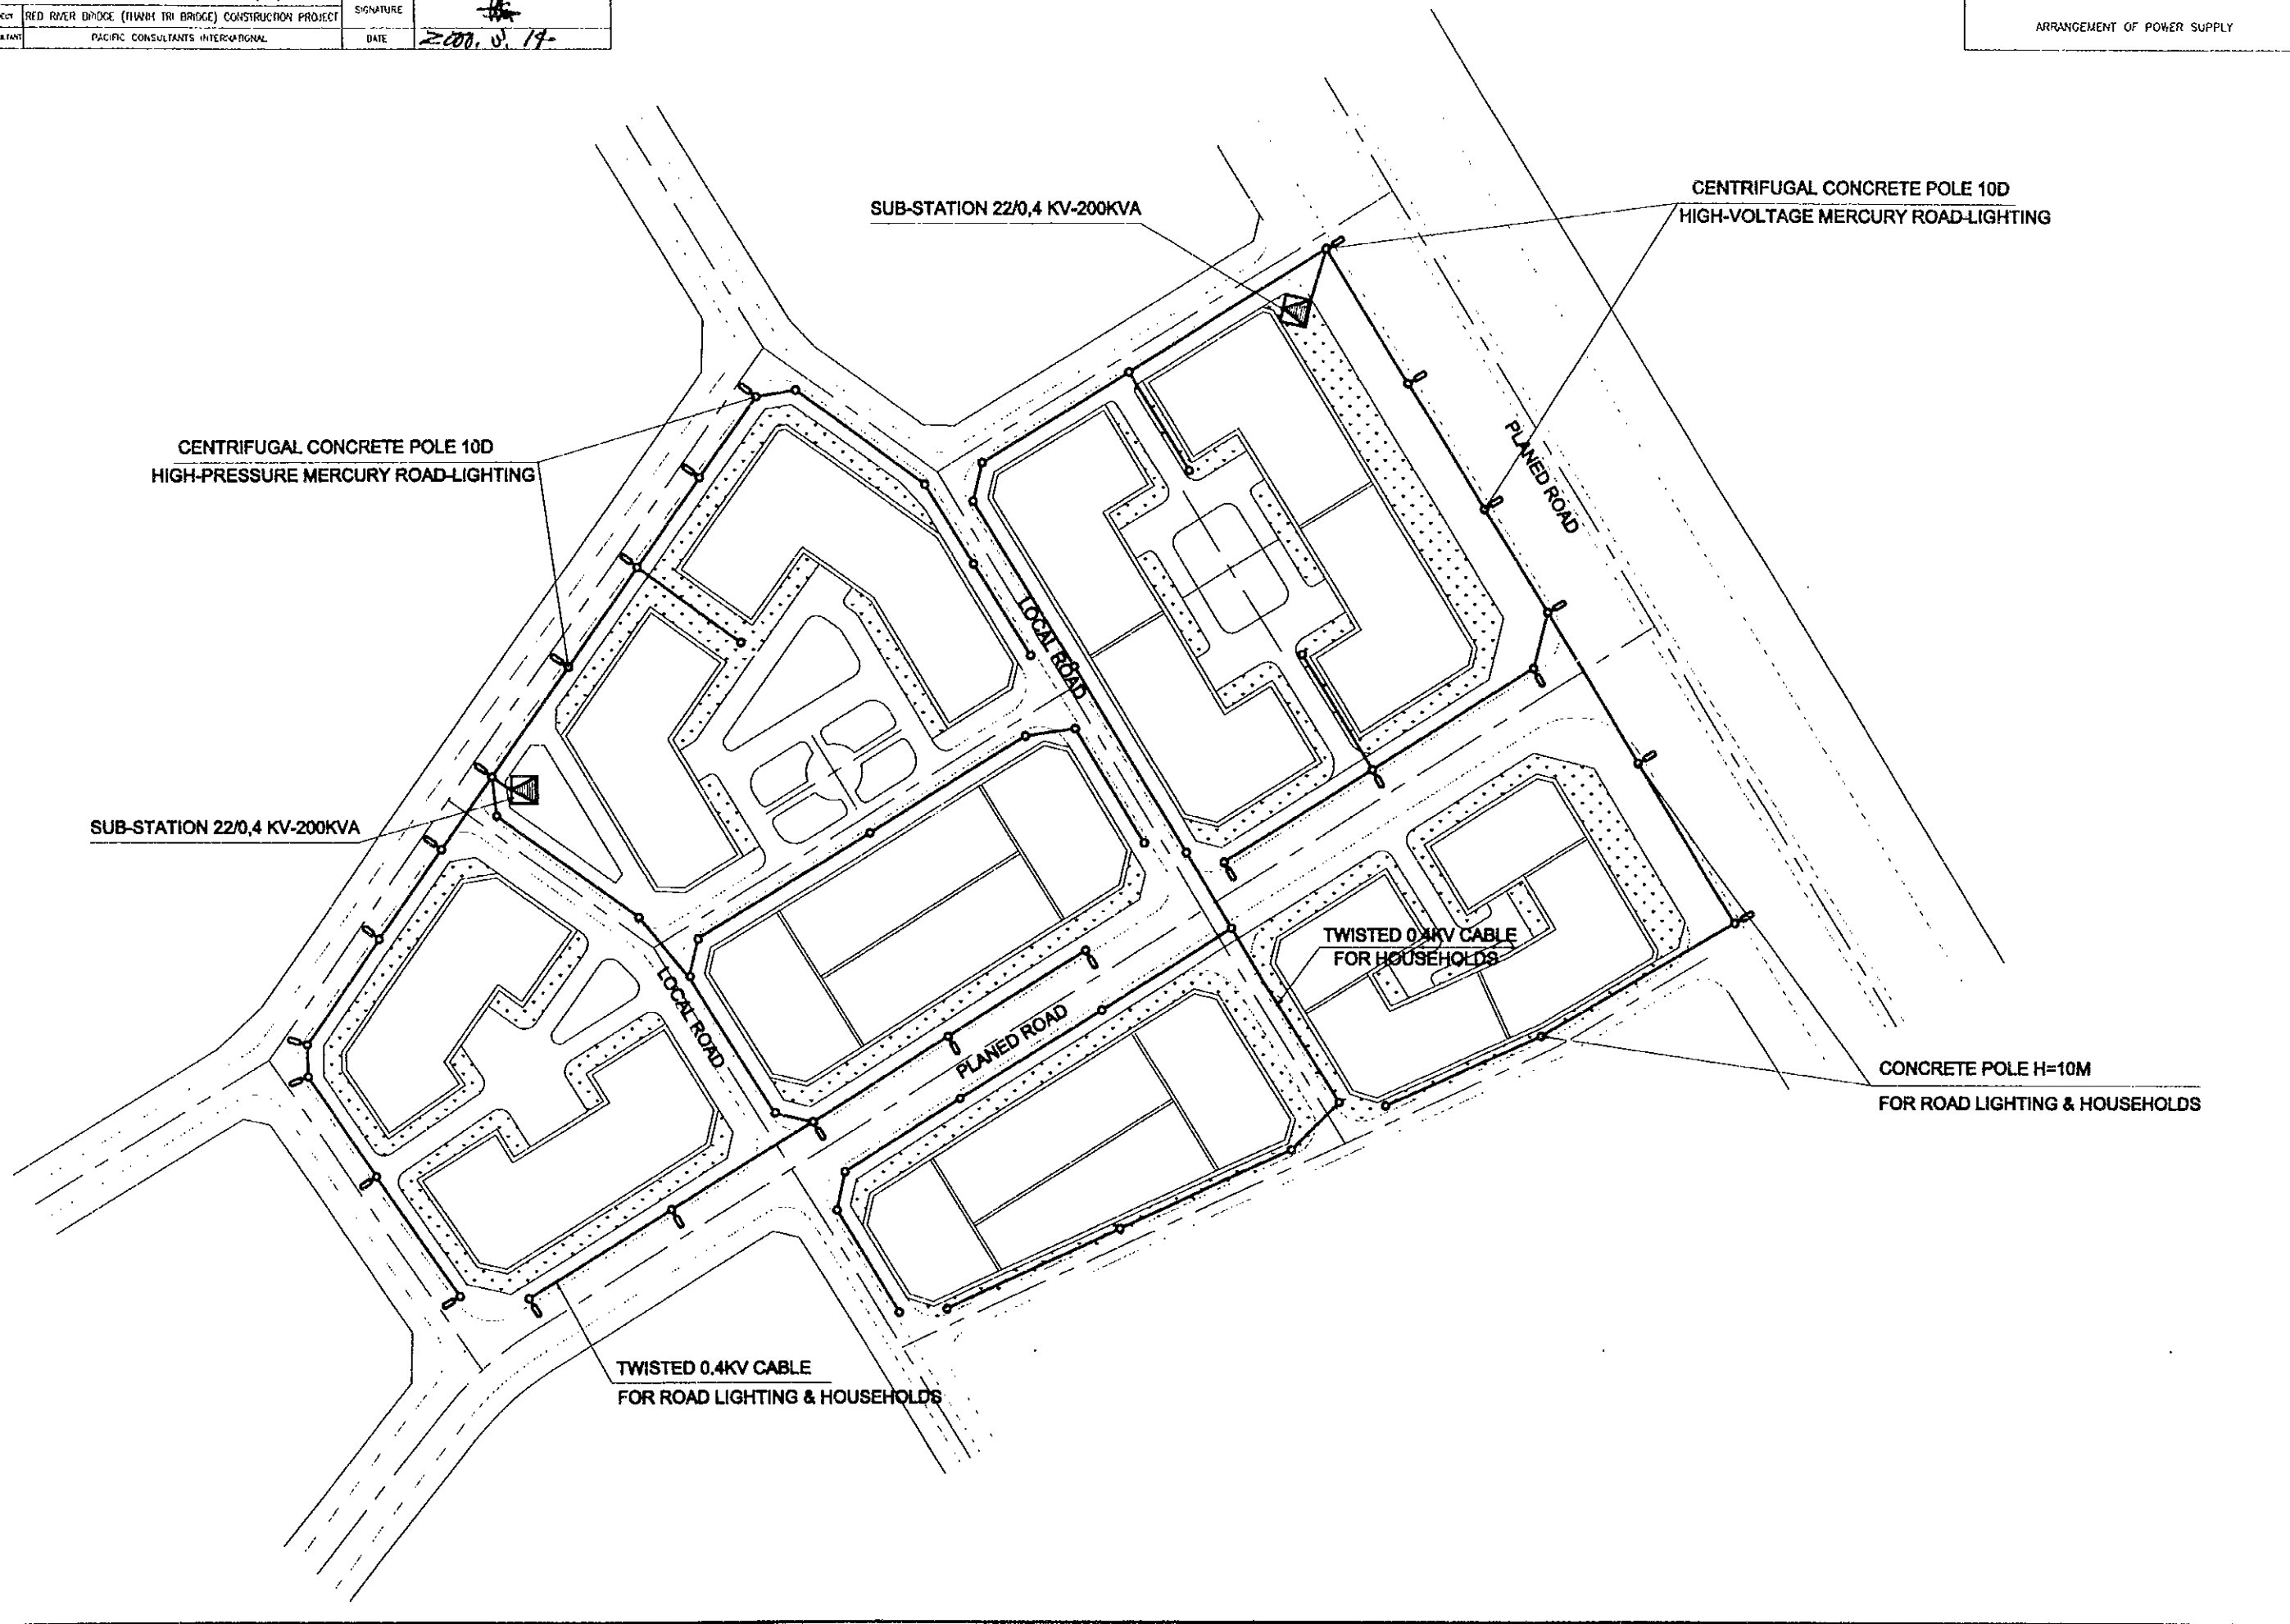 RED RIVER BRIDGE (THANH TRI BRIDGE) CONSTRUCTION PROJECT
SIGNATURE
PACIFIC CONSULTANTS INTERNATIONAL
DATE
ARRANGEMENT OF POWER SUPPLY
SUB-STATION 22/0,4 KV-200KVA
CENTRIFUGAL CONCRETE POLE 10D
HIGH-VOLTAGE MERCURY ROAD-LIGHTING
CENTRIFUGAL CONCRETE POLE 10D
HIGH-PRESSURE MERCURY ROAD-LIGHTING
PLANED ROAD
LOCAL ROAD
SUB-STATION 22/0,4 KV-200KVA
TWISTED 0.4KV CABLE
FOR HOUSEHOLDS
LOCAL ROAD
PLANED ROAD
CONCRETE POLE H=10M
FOR ROAD LIGHTING & HOUSEHOLDS
TWISTED 0.4KV CABLE
FOR ROAD LIGHTING & HOUSEHOLDS